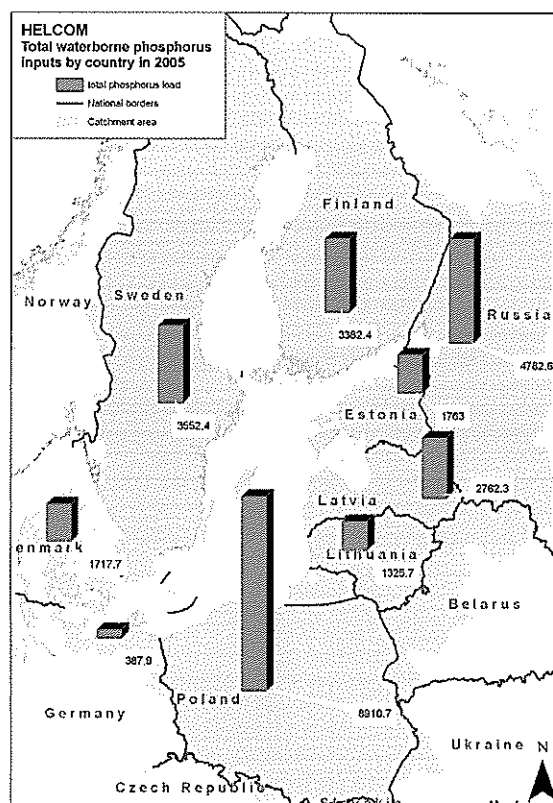 HELCOM
Total waterborne phosphorus
inputs by country in 2005
total phosphorus load
National borders
Catchment area
Finland
Norway
Sweden
Russia
3382.4
4782.6
3552.4
Estonia
1763
2762.3
Latvia
enmark
Lithuania
1717.7
1325.7
Belarus
387.9
Poland
8910.7
Germany
Ukraine
N
Czech Republic